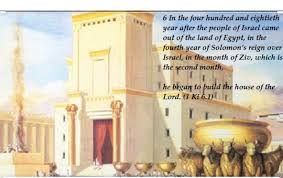 6 In the four hundred and eightieth
year after the people of Israel came
out of the land of Egypt, in the
fourth year of Solomon's reign over
Israel, in the month of Ziv, which is
the second month.
he began to build the house of the
Lord. (1 Ki 6.1)